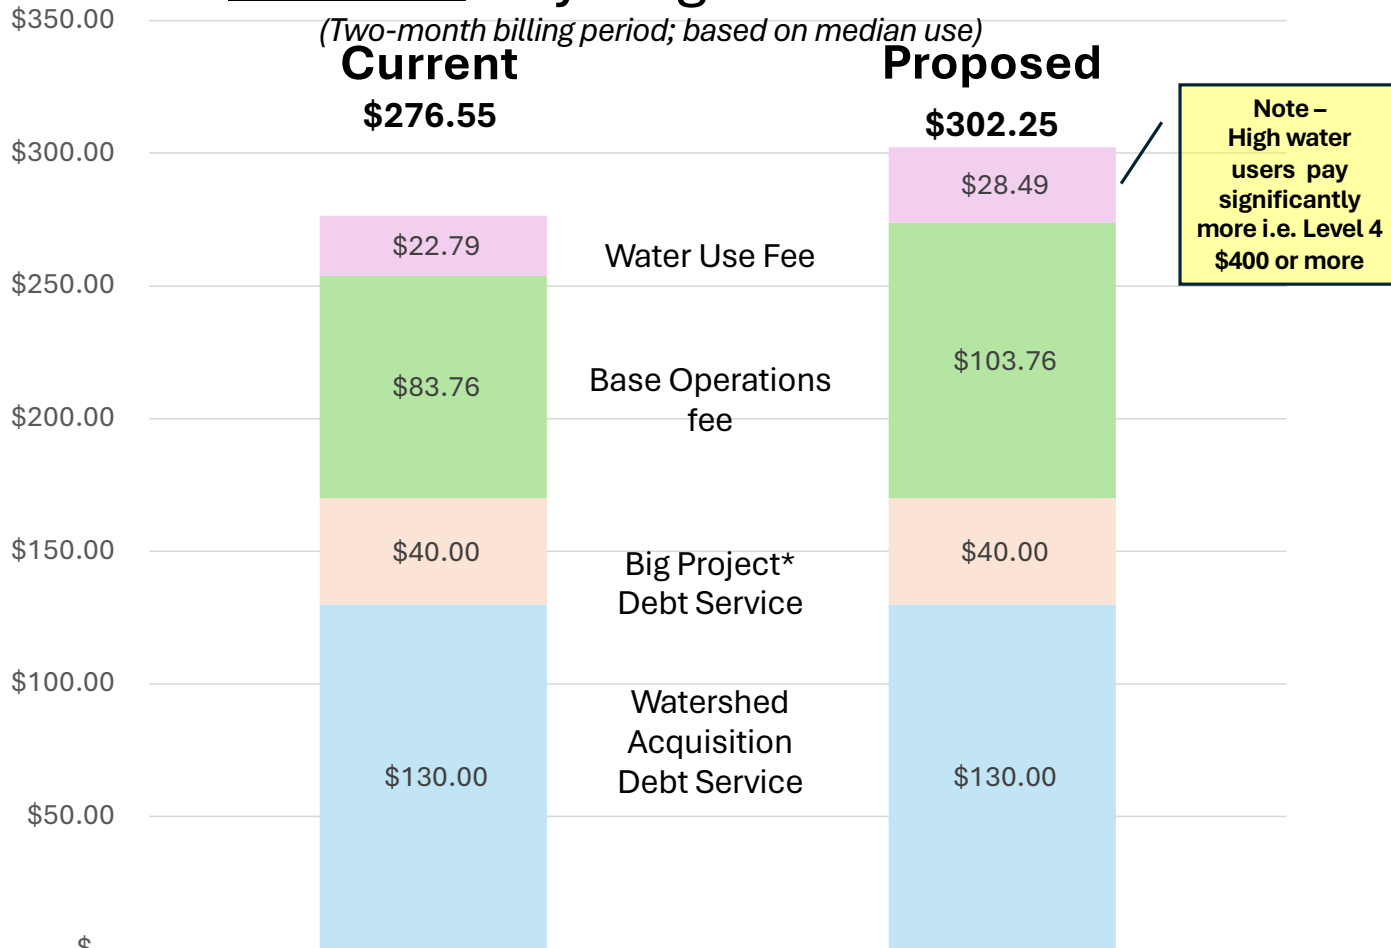 (Two-month billing period; based on median use)
Current
Proposed
$276.55
$302.25
Note –
High water
users pay
significantly
more i.e. Level 4
$400 or more
$350.00
$300.00
$250.00
$200.00
$150.00
$100.00
$50.00
$22.79
$83.76
$40.00
$130.00
Water Use Fee
Base Operations
fee
Big Project*
Debt Service
Watershed
Acquisition
Debt Service
$28.49
$103.76
$40.00
$130.00